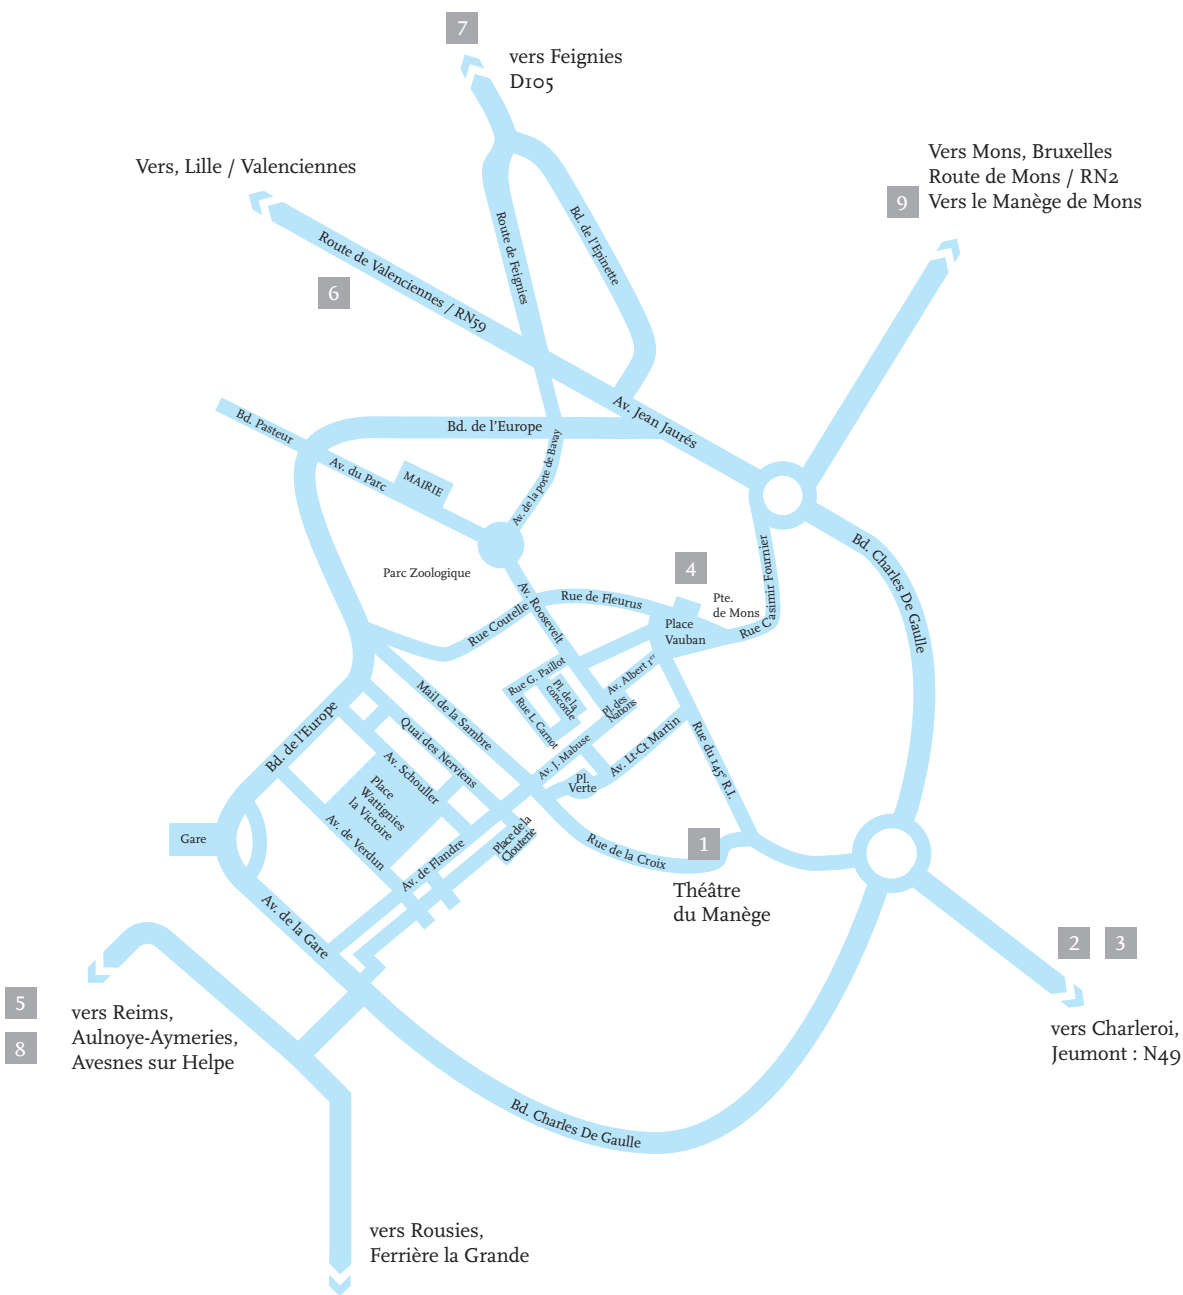 7
vers Feignies
D105
Vers, Lille / Valenciennes
Vers Mons, Bruxelles
Route de Mons / RN2
9
Vers le Manège de Mons
Route de Feignies
Bd. de l'Epinette
Route de Valenciennes / RN59
6
Av. Jean Jaurés
Bd. Pasteur
Bd. de l'Europe
Av. du Parc
MAIRIE
Av. de la porte de Bavay
Parc Zoologique
Av. Roosevelt
Rue de Fleurus
4
Pte.
de Mons
Place
Vauban
Rue Casimir Fournier
Bd. Charles De Gaulle
Rue Coutelle
Rue G. Paillot
Pl. de la
concorde
Rue L. Carnot
Av. Albert 1er
Pl. des
Nations
Mail de la Sambre
Quai des Nerviens
Av. J. Mabuse
Av. Lt-Ct Martin
Rue du 145e R.I.
Pl.
Verte
Bd. de l'Europe
Av. Schouller
Place
Wattignies
la Victoire
Av. de Verdun
Av. de Flandre
Place de la
Clouterie
Gare
Rue de la Croix
1
Théâtre
du Manège
Av. de la Gare
2
3
vers Charleroi,
Jeumont : N49
5
8
vers Reims,
Aulnoye-Aymeries,
Avesnes sur Helpe
Bd. Charles De Gaulle
vers Rousies,
Ferrière la Grande